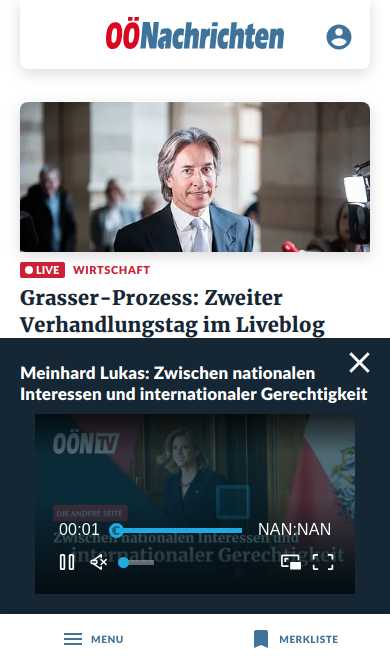 OÖNachrichten
LIVE WIRTSCHAFT
Grasser-Prozess: Zweiter
Verhandlungstag im Liveblog
Meinhard Lukas: Zwischen nationalen
Interessen und internationaler Gerechtigkeit
OÖN TV
DIE ANDERE SEITE
Zwischen nationalen Interessen und
internationaler Gerechtigkeit
00:01 NAN:NAN
MENU MERKLISTE